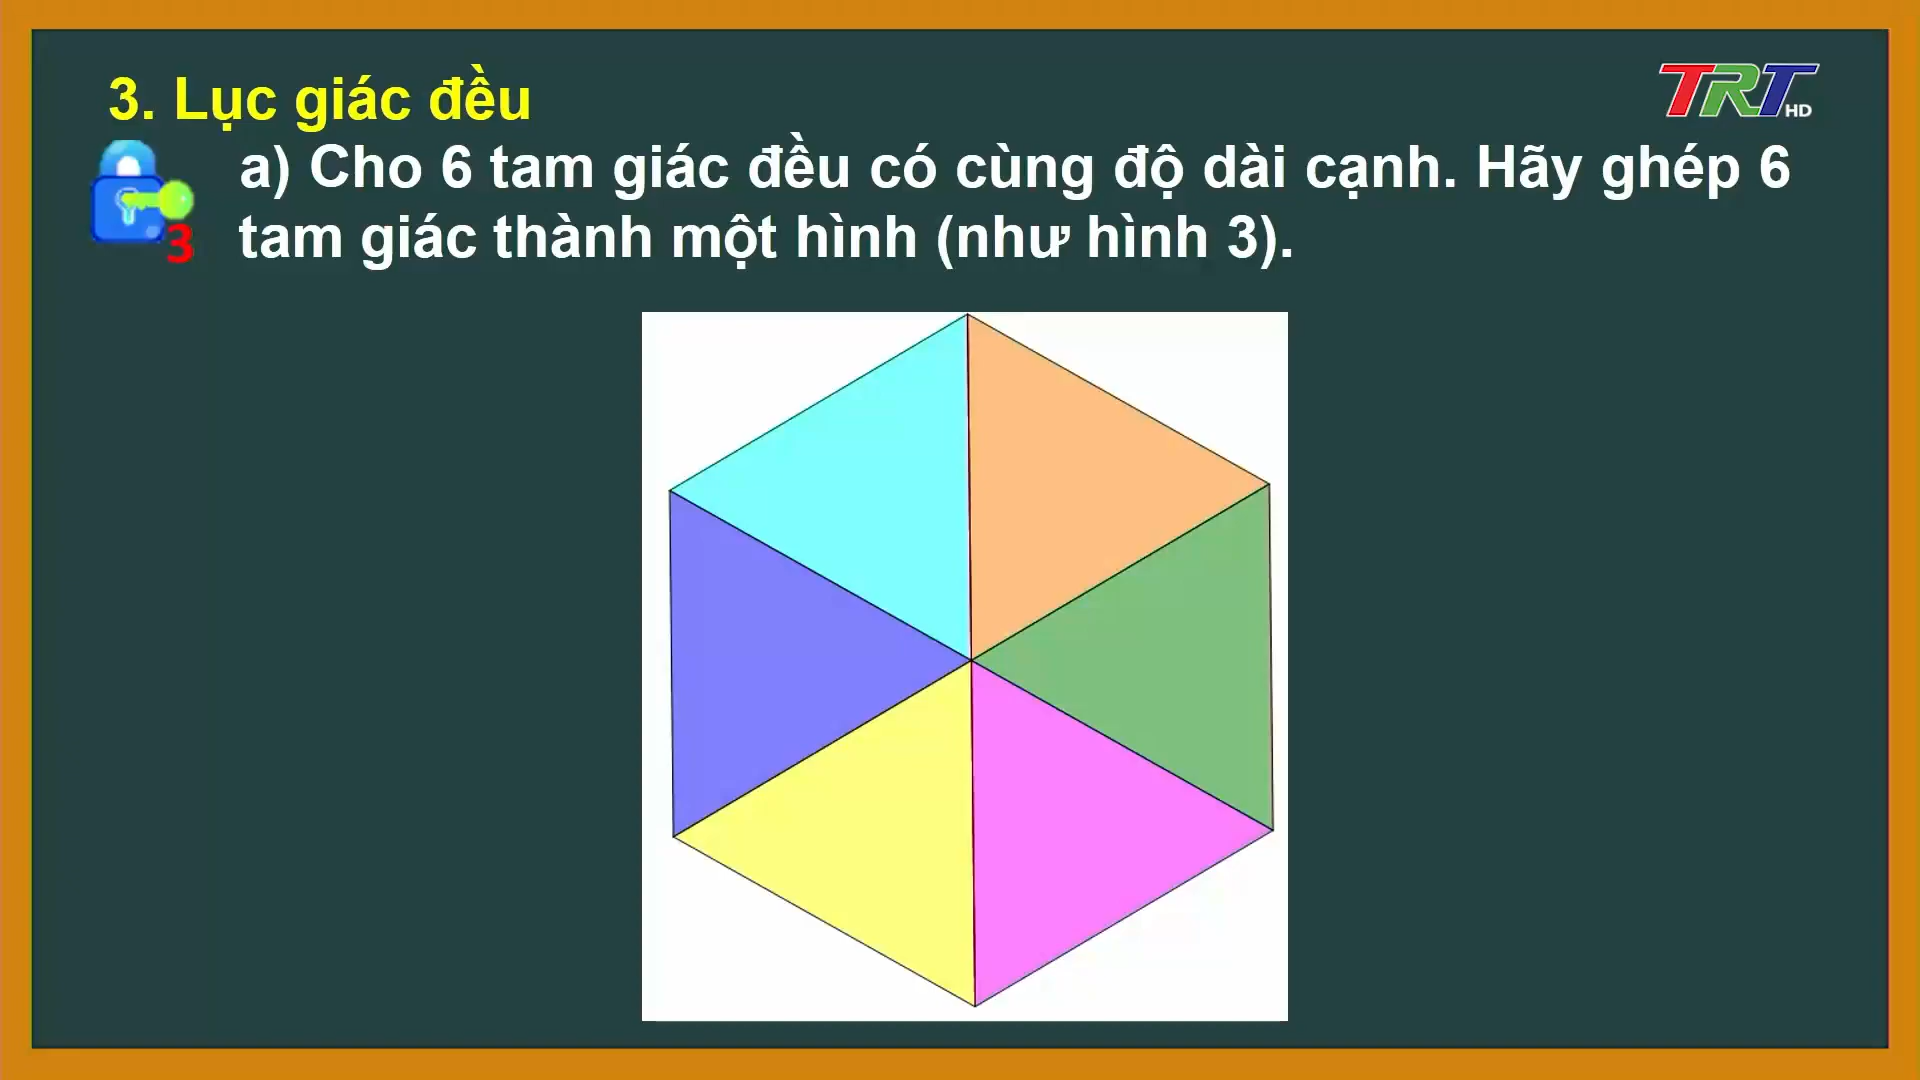 3. Lục giác đều
TRT HD
a) Cho 6 tam giác đều có cùng độ dài cạnh. Hãy ghép 6
3 tam giác thành một hình (như hình 3).